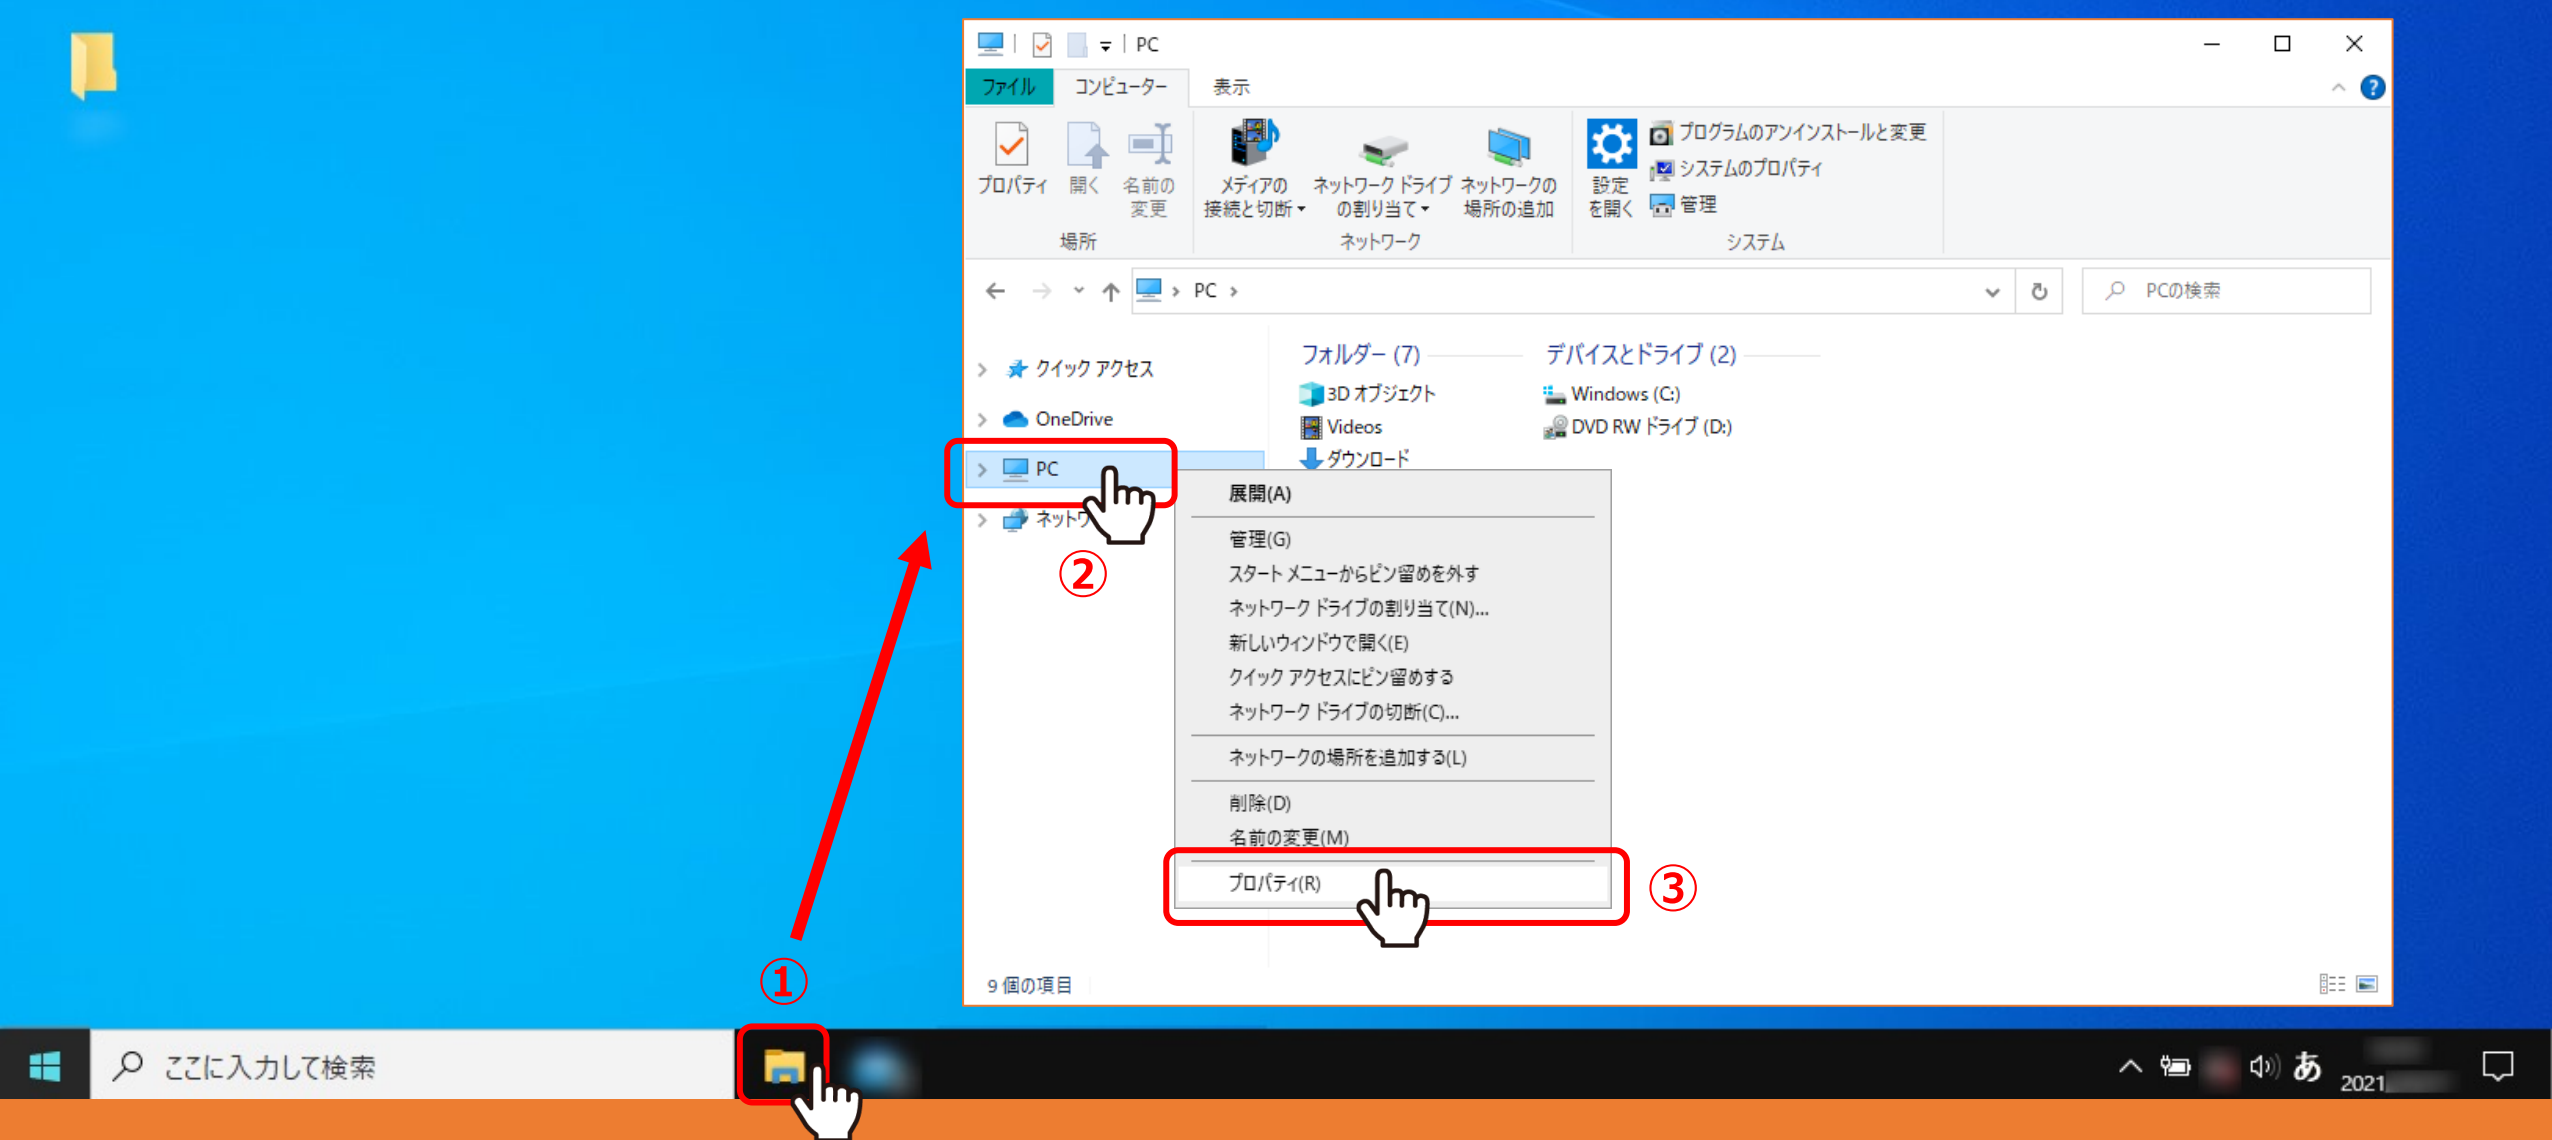 PC
ファイル コンピューター 表示
プロパティ 開く 名前の変更 メディアの接続と切断 ネットワーク ドライブの割り当て ネットワークの場所の追加 設定を開く
プログラムのアンインストールと変更
システムのプロパティ
管理
場所 ネットワーク システム
PC
PCの検索
クイック アクセス
OneDrive
PC
ネットワ
②
フォルダー (7)
3D オブジェクト
Videos
ダウンロード
デバイスとドライブ (2)
Windows (C:)
DVD RW ドライブ (D:)
展開(A)
管理(G)
スタート メニューからピン留めを外す
ネットワーク ドライブの割り当て(N)...
新しいウィンドウで開く(E)
クイック アクセスにピン留めする
ネットワーク ドライブの切断(C)...
ネットワークの場所を追加する(L)
削除(D)
名前の変更(M)
プロパティ(R)
③
9 個の項目
①
ここに入力して検索
あ
2021